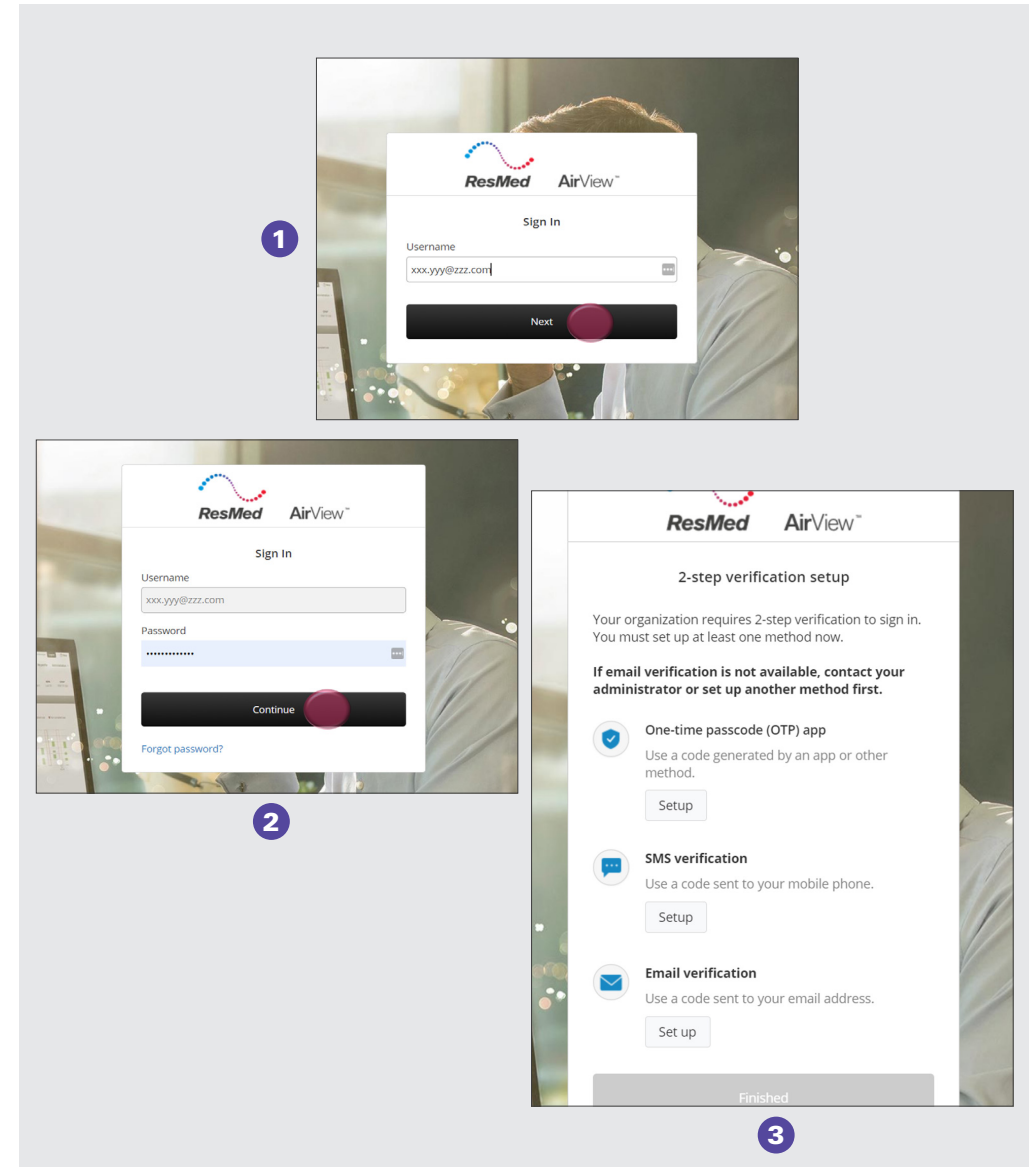 ResMed AirView™
Sign In
1
Username
xxx.yyy@zzz.com
Next
ResMed AirView™
Sign In
Username
xxx.yyy@zzz.com
Password
•••••••••••••
Continue
Forgot password?
2
ResMed AirView™
2-step verification setup
Your organization requires 2-step verification to sign in.
You must set up at least one method now.
If email verification is not available, contact your
administrator or set up another method first.
One-time passcode (OTP) app
Use a code generated by an app or other
method.
Setup
SMS verification
Use a code sent to your mobile phone.
Setup
Email verification
Use a code sent to your email address.
Set up
Finished
3